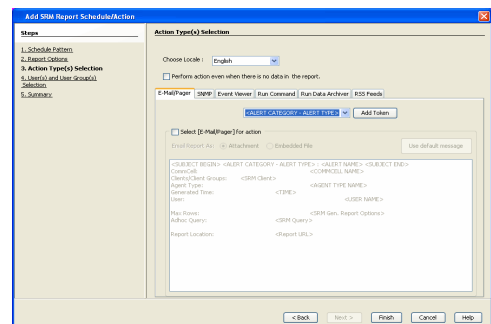 Add SRM Report Schedule/Action
Steps
1. Schedule Pattern
2. Report Options
3. Action Type(s) Selection
4. User(s) and User Group(s)
Selection
5. Summary
Action Type(s) Selection
Choose Locale : English
Perform action even when there is no data in the report.
E-Mail/Pager SNMP Event Viewer Run Command Run Data Archiver RSS Feeds
<ALERT CATEGORY - ALERT TYPE> Add Token
Select [E-Mail/Pager] for action
Email Report As: Attachment Embedded File Use default message
<SUBJECT BEGIN> <ALERT CATEGORY - ALERT TYPE> : <ALERT NAME> <SUBJECT END>
CommCell: <COMMCELL NAME>
Clients/Client Groups: <SRM Client>
Agent Type: <AGENT TYPE NAME>
Generated Time: <TIME>
User: <USER NAME>
Max Rows: <SRM Gen. Report Options>
Adhoc Query: <SRM Query>
Report Location: <Report URL>
< Back Next > Finish Cancel Help